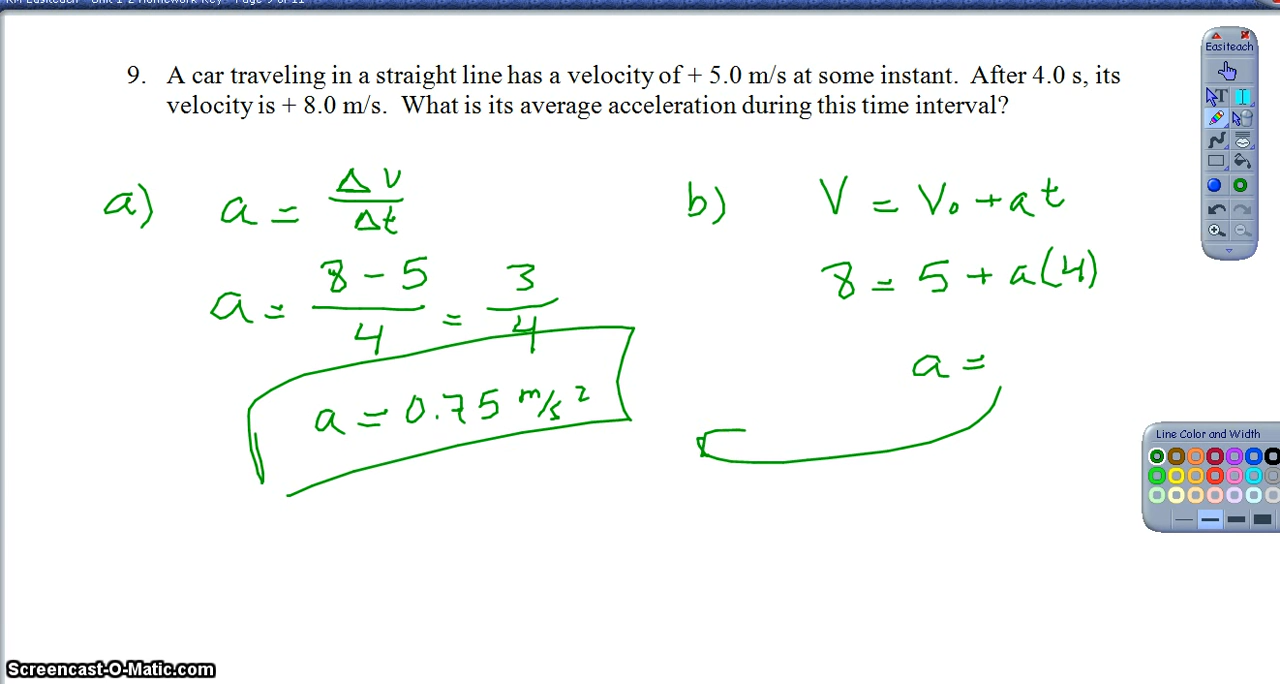 9. A car traveling in a straight line has a velocity of + 5.0 m/s at some instant. After 4.0 s, its
velocity is + 8.0 m/s. What is its average acceleration during this time interval?
a) a = Δv/Δt
a = (8 - 5)/4 = 3/4
a = 0.75 m/s²
b) V = V₀ + at
8 = 5 + a(4)
a =
Easiteach
Line Color and Width
Screencast-O-Matic.com